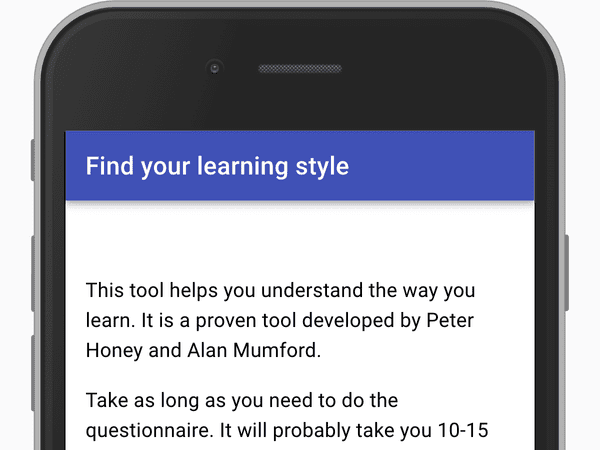 Find your learning style
This tool helps you understand the way you
learn. It is a proven tool developed by Peter
Honey and Alan Mumford.
Take as long as you need to do the
questionnaire. It will probably take you 10-15